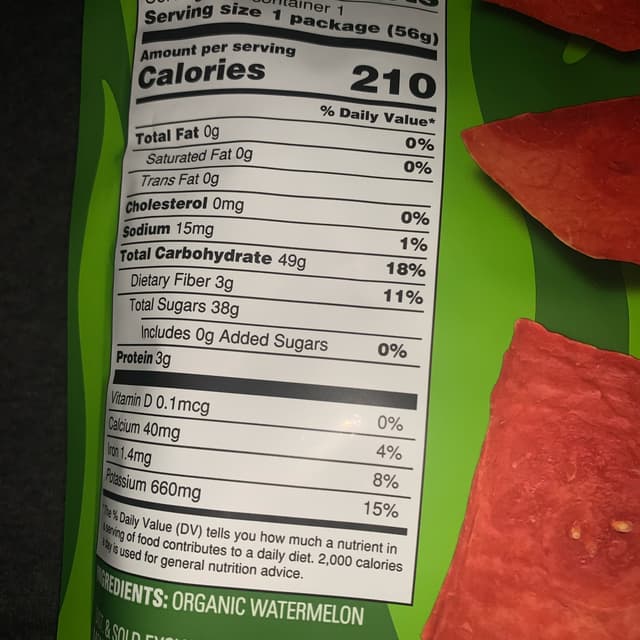 container 1
Serving size 1 package (56g)
Amount per serving
Calories 210
% Daily Value*
Total Fat 0g 0%
Saturated Fat 0g 0%
Trans Fat 0g
Cholesterol 0mg 0%
Sodium 15mg 1%
Total Carbohydrate 49g 18%
Dietary Fiber 3g 11%
Total Sugars 38g
Includes 0g Added Sugars 0%
Protein 3g
Vitamin D 0.1mcg 0%
Calcium 40mg 4%
Iron 1.4mg 8%
Potassium 660mg 15%
The % Daily Value (DV) tells you how much a nutrient in
serving of food contributes to a daily diet. 2,000 calories
day is used for general nutrition advice.
INGREDIENTS: ORGANIC WATERMELON
& SOLD